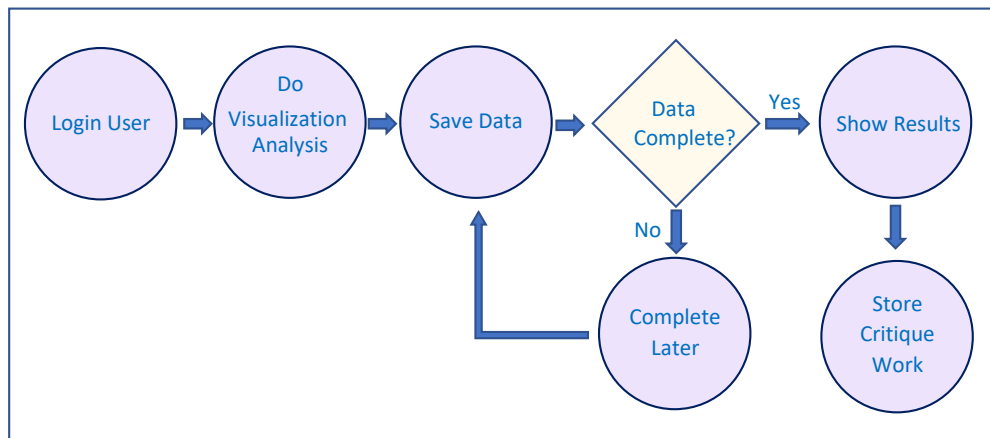 Login User
Do
Visualization
Analysis
Save Data
Data
Complete?
Yes
Show Results
No
Complete
Later
Store
Critique
Work